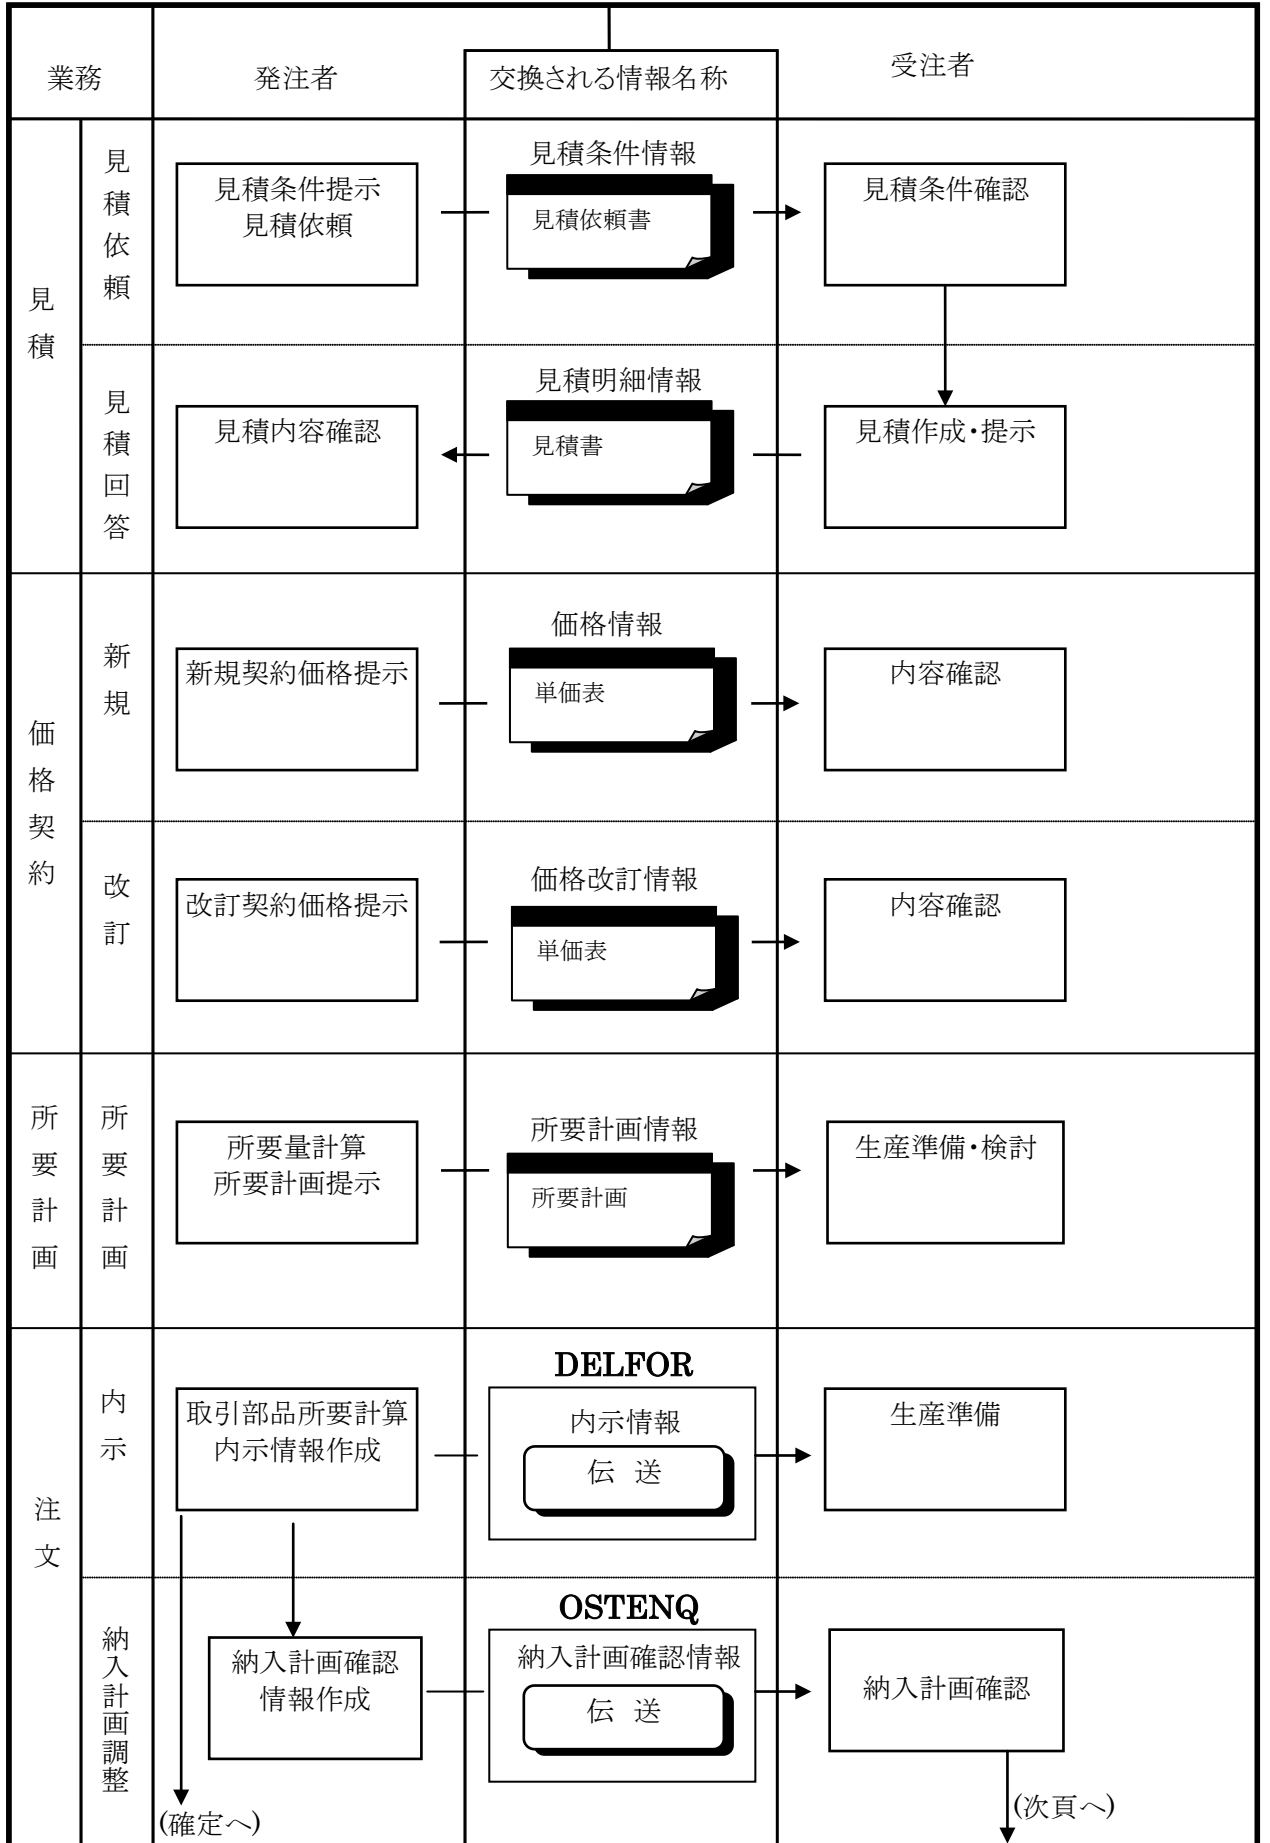 業務
発注者
交換される情報名称
受注者
見積
見積依頼
見積条件提示
見積依頼
見積条件情報
見積依頼書
見積条件確認
見積回答
見積内容確認
見積明細情報
見積書
見積作成・提示
価格契約
新規
新規契約価格提示
価格情報
単価表
内容確認
改訂
改訂契約価格提示
価格改訂情報
単価表
内容確認
所要計画
所要計画
所要量計算
所要計画提示
所要計画情報
所要計画
生産準備・検討
注文
内示
取引部品所要計算
内示情報作成
DELFOR
内示情報
伝 送
生産準備
納入計画調整
納入計画確認
情報作成
OSTENQ
納入計画確認情報
伝 送
納入計画確認
(確定へ)
(次頁へ)